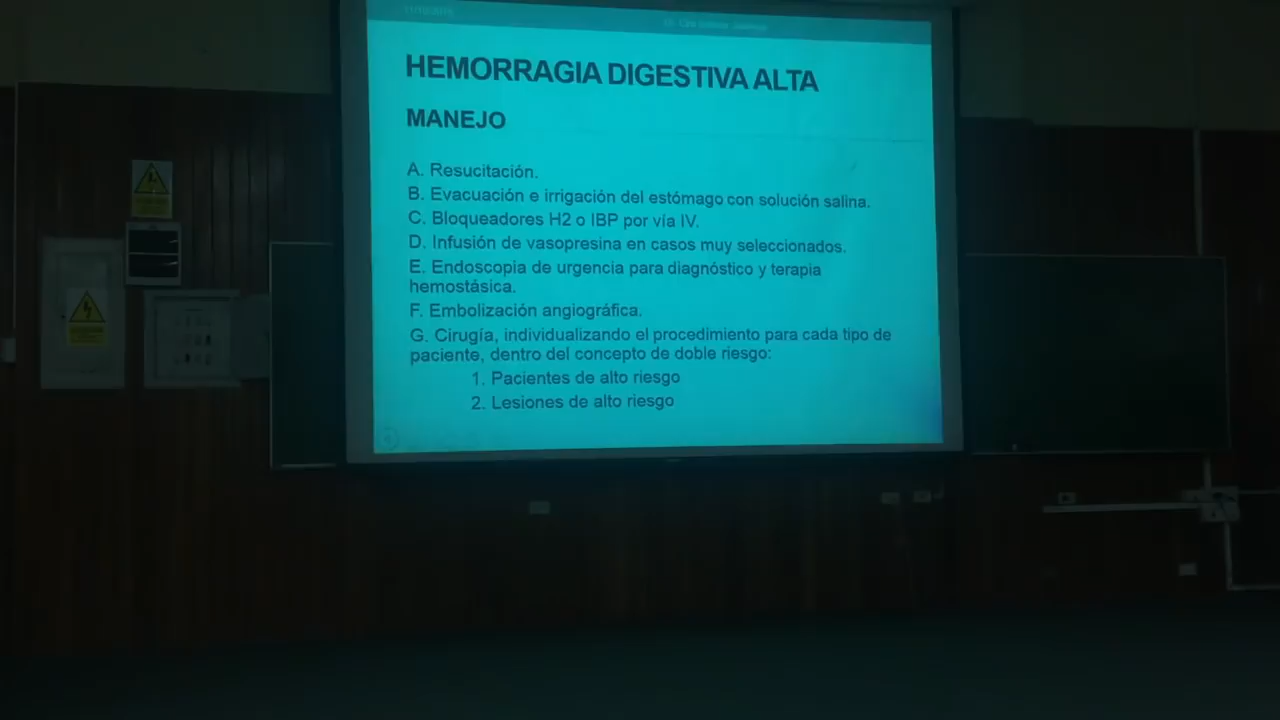 HEMORRAGIA DIGESTIVA ALTA
MANEJO
A. Resucitación.
B. Evacuación e irrigación del estómago con solución salina.
C. Bloqueadores H2 o IBP por vía IV.
D. Infusión de vasopresina en casos muy seleccionados.
E. Endoscopia de urgencia para diagnóstico y terapia
hemostásica.
F. Embolización angiográfica.
G. Cirugía, individualizando el procedimiento para cada tipo de
paciente, dentro del concepto de doble riesgo:
1. Pacientes de alto riesgo
2. Lesiones de alto riesgo